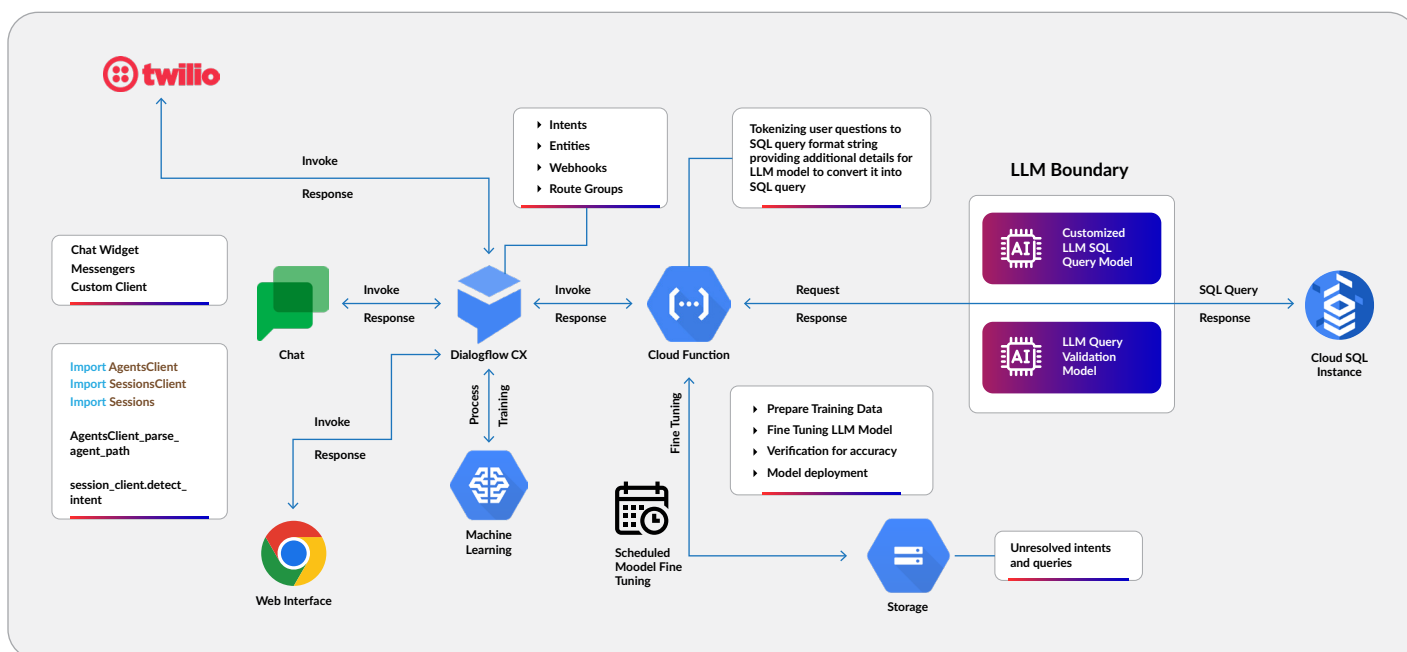 twilio
Invoke
Response
Intents
Entities
Webhooks
Route Groups
Tokenizing user questions to
SQL query format string
providing additional details for
LLM model to convert it into
SQL query
LLM Boundary
Customized
LLM SQL
Query Model
LLM Query
Validation
Model
Chat Widget
Messengers
Custom Client
Chat
Invoke
Response
Dialogflow CX
Invoke
Response
Cloud Function
Request
Response
SQL Query
Response
Cloud SQL
Instance
Import AgentsClient
Import SessionsClient
Import Sessions
AgentsClient_parse_
agent_path
session_client.detect_
intent
Invoke
Response
Web Interface
Process
Training
Machine
Learning
Fine Tuning
Prepare Training Data
Fine Tuning LLM Model
Verification for accuracy
Model deployment
AI
AI
Scheduled
Moodel Fine
Tuning
Storage
Unresolved intents
and queries